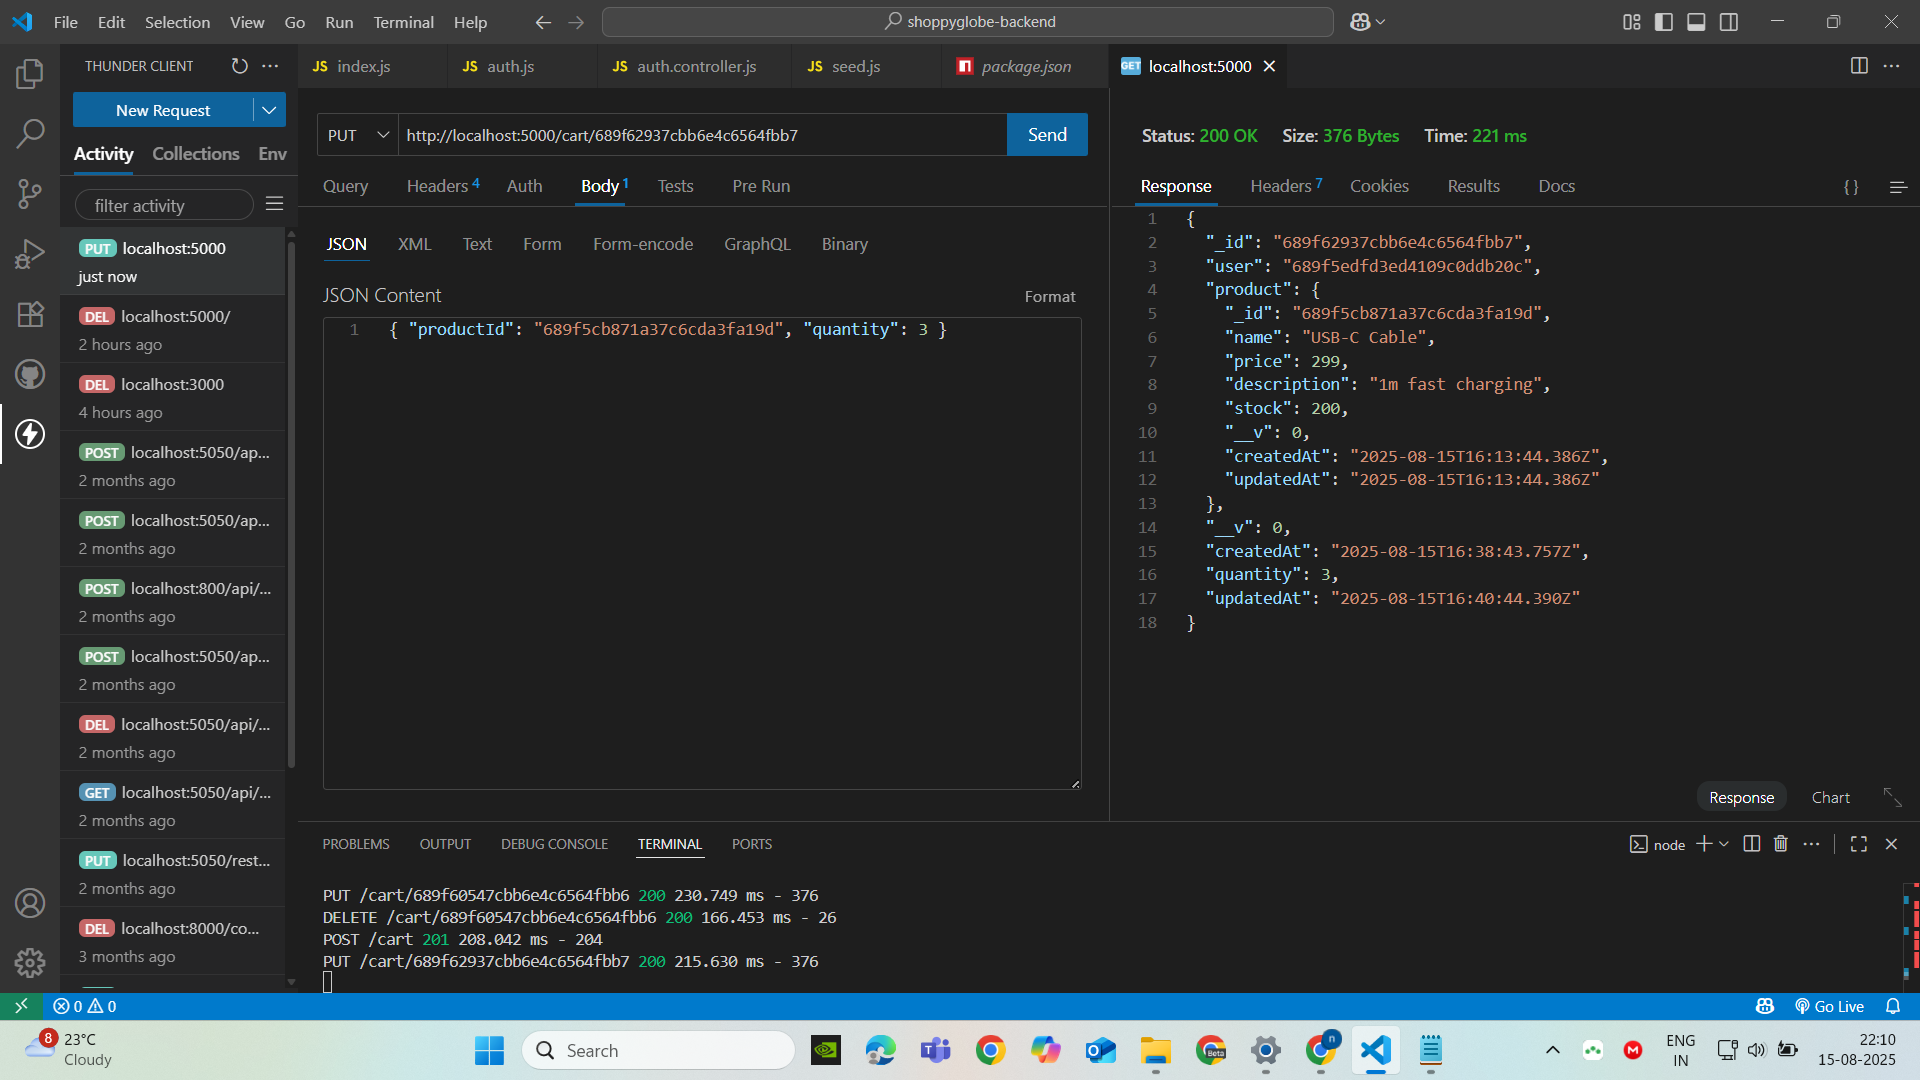 File Edit Selection View Go Run Terminal Help
shoppyglobe-backend
THUNDER CLIENT
New Request
Activity Collections Env
filter activity
PUT localhost:5000
just now
DEL localhost:5000/
2 hours ago
DEL localhost:3000
4 hours ago
POST localhost:5050/ap...
2 months ago
POST localhost:5050/ap...
2 months ago
POST localhost:800/api/...
2 months ago
POST localhost:5050/ap...
2 months ago
DEL localhost:5050/api/...
2 months ago
GET localhost:5050/api/...
2 months ago
PUT localhost:5050/rest...
2 months ago
DEL localhost:8000/co...
3 months ago
JS index.js JS auth.js JS auth.controller.js JS seed.js package.json GET localhost:5000
PUT http://localhost:5000/cart/689f62937cbb6e4c6564fbb7 Send
Query Headers 4 Auth Body 1 Tests Pre Run
JSON XML Text Form Form-encode GraphQL Binary
JSON Content Format
1 { "productId": "689f5cb871a37c6cda3fa19d", "quantity": 3 }
Status: 200 OK Size: 376 Bytes Time: 221 ms
Response Headers 7 Cookies Results Docs { }
1 {
2 "_id": "689f62937cbb6e4c6564fbb7",
3 "user": "689f5edfd3ed4109c0ddb20c",
4 "product": {
5 "_id": "689f5cb871a37c6cda3fa19d",
6 "name": "USB-C Cable",
7 "price": 299,
8 "description": "1m fast charging",
9 "stock": 200,
10 "__v": 0,
11 "createdAt": "2025-08-15T16:13:44.386Z",
12 "updatedAt": "2025-08-15T16:13:44.386Z"
13 },
14 "__v": 0,
15 "createdAt": "2025-08-15T16:38:43.757Z",
16 "quantity": 3,
17 "updatedAt": "2025-08-15T16:40:44.390Z"
18 }
Response Chart
PROBLEMS OUTPUT DEBUG CONSOLE TERMINAL PORTS
node
PUT /cart/689f60547cbb6e4c6564fbb6 200 230.749 ms - 376
DELETE /cart/689f60547cbb6e4c6564fbb6 200 166.453 ms - 26
POST /cart 201 208.042 ms - 204
PUT /cart/689f62937cbb6e4c6564fbb7 200 215.630 ms - 376
0 0
Go Live
8
23°C
Cloudy
Search
Beta
n
M
ENG
IN
22:10
15-08-2025